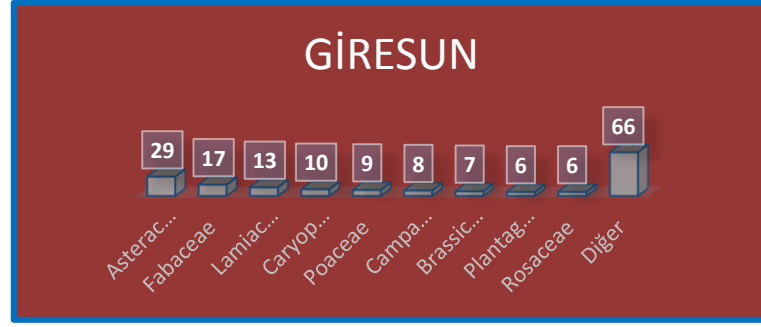 GİRESUN
29
17
13
10
9
8
7
6
6
66
Asterac...
Fabaceae
Lamiac...
Caryop...
Poaceae
Campa...
Brassic...
Plantag...
Rosaceae
Diğer